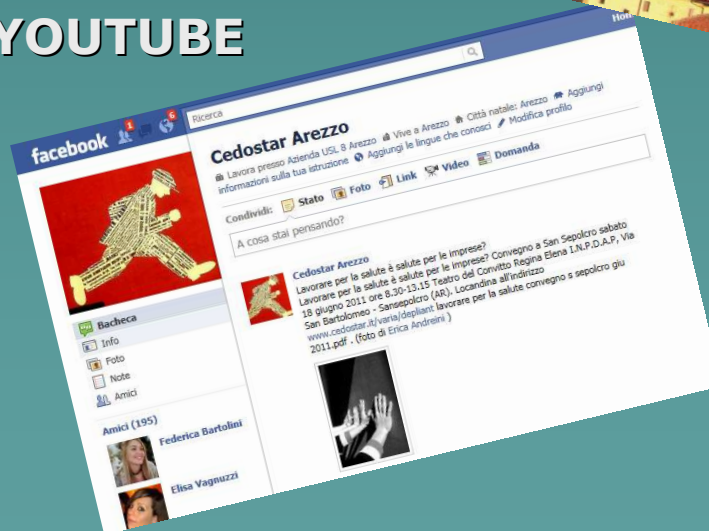 YOUTUBE
facebook
1
6
Ricerca
Cedostar Arezzo
Lavora presso Azienda USL 8 Arezzo Vive a Arezzo Città natale: Arezzo Aggiungi
informazioni sulla tua istruzione Aggiungi le lingue che conosci Modifica profilo
Condividi: Stato Foto Link Video Domanda
A cosa stai pensando?
Cedostar Arezzo
Lavorare per la salute è salute per le imprese?
Lavorare per la salute è salute per le imprese? Convegno a San Sepolcro sabato
18 giugno 2011 ore 8.30-13.15 Teatro del Convitto Regina Elena I.N.P.D.A.P, Via
San Bartolomeo - Sansepolcro (AR). Locandina all'indirizzo
www.cedostar.it/varia/depliant lavorare per la salute convegno s sepolcro giu
2011.pdf . (foto di Erica Andreini )
Bacheca
Info
Foto
Note
Amici
Amici (195)
Federica Bartolini
Elisa Vagnuzzi